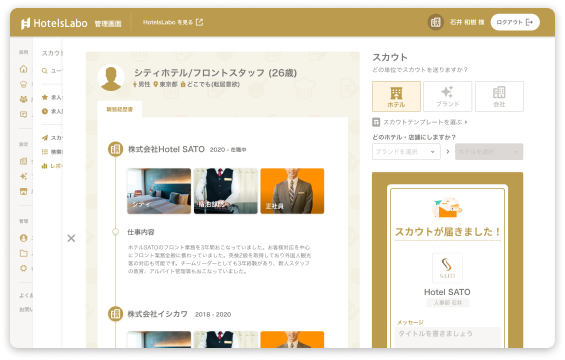 HotelsLabo 管理画面
HotelsLabo を見る
石井 和樹 様
ログアウト
スカウト
シティホテル/フロントスタッフ (26歳)
男性 東京都 どこでも(転居歓迎)
職務経歴書
株式会社Hotel SATO 2020 - 在職中
シティ
宿泊部門
正社員
仕事内容
ホテルSATOのフロント業務を3年間おこなっていました。お客様対応を中心
にフロント業務全般に携わっていました。英検2級を取得しており外国人観光
客の対応も可能です。チームリーダーとしても3年経験があり、新人スタッフ
の教育、アルバイト管理等もおこなっていました。
株式会社イシカワ 2018 - 2020
スカウト
どの単位でスカウトを送りますか？
ホテル
ブランド
会社
スカウトテンプレートを選ぶ
どのホテル・店舗にしますか？
ブランドを選択
ホテルを選択
スカウトが届きました！
SATO
Hotel SATO
人事部 石井
メッセージ
タイトルを書きましょう